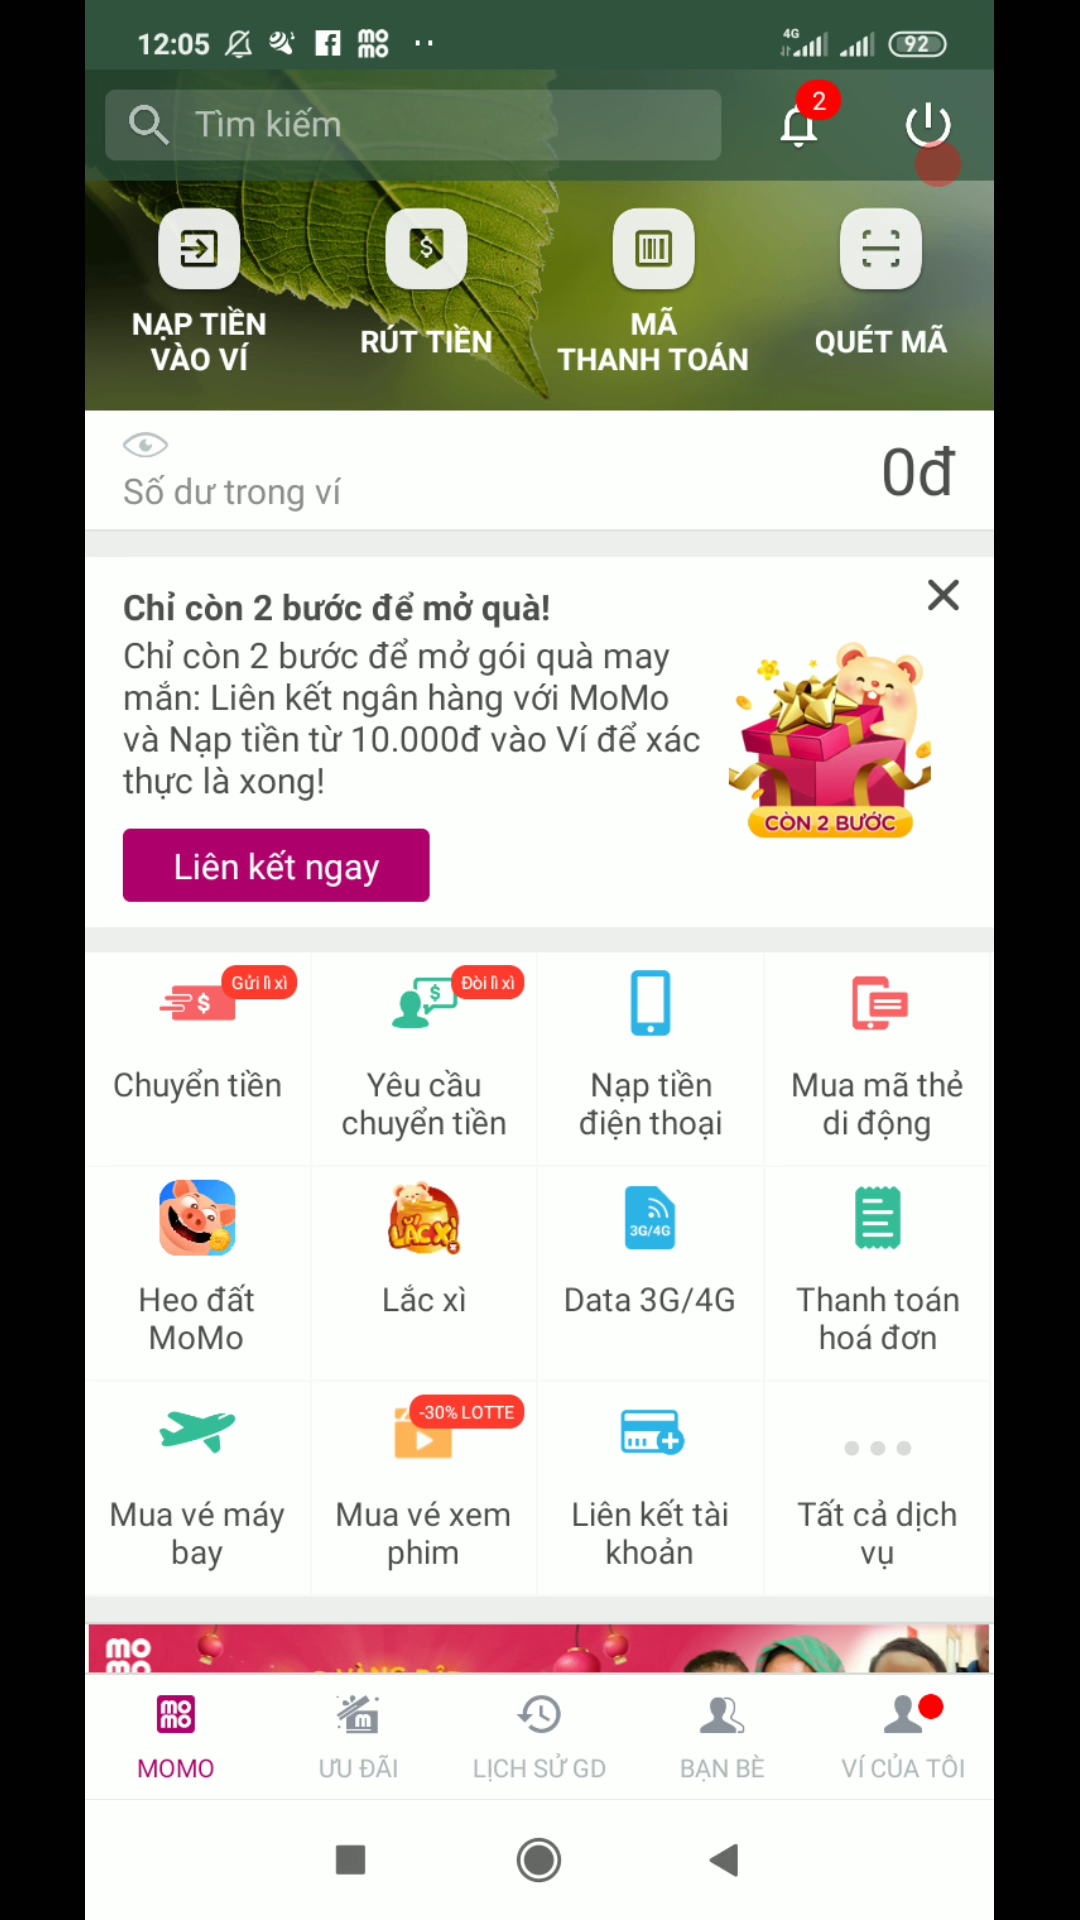 12:05
4G
92
Tìm kiếm
2
NẠP TIỀN
VÀO VÍ
RÚT TIỀN
MÃ
THANH TOÁN
QUÉT MÃ
Số dư trong ví
0đ
Chỉ còn 2 bước để mở quà!
Chỉ còn 2 bước để mở gói quà may
mắn: Liên kết ngân hàng với MoMo
và Nạp tiền từ 10.000đ vào Ví để xác
thực là xong!
CÒN 2 BƯỚC
Liên kết ngay
Gửi lì xì
Đòi lì xì
Chuyển tiền
Yêu cầu
chuyển tiền
Nạp tiền
điện thoại
Mua mã thẻ
di động
LẮC XÌ
3G/4G
Heo đất
MoMo
Lắc xì
Data 3G/4G
Thanh toán
hoá đơn
-30% LOTTE
Mua vé máy
bay
Mua vé xem
phim
Liên kết tài
khoản
Tất cả dịch
vụ
mo
mo
MOMO
ƯU ĐÃI
LỊCH SỬ GD
BẠN BÈ
VÍ CỦA TÔI